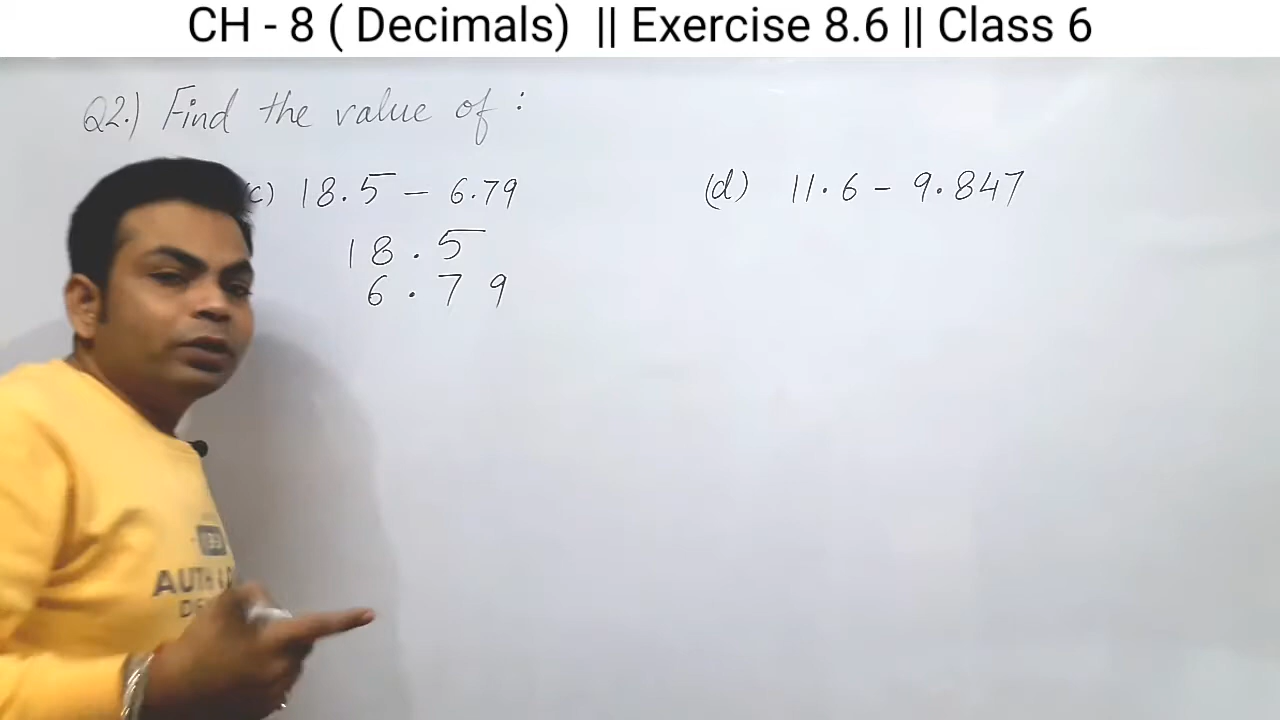 CH - 8 ( Decimals) || Exercise 8.6 || Class 6
Q2.) Find the value of :
(c) 18.5 - 6.79
18.5
6.79
(d) 11.6 - 9.847
AUTH